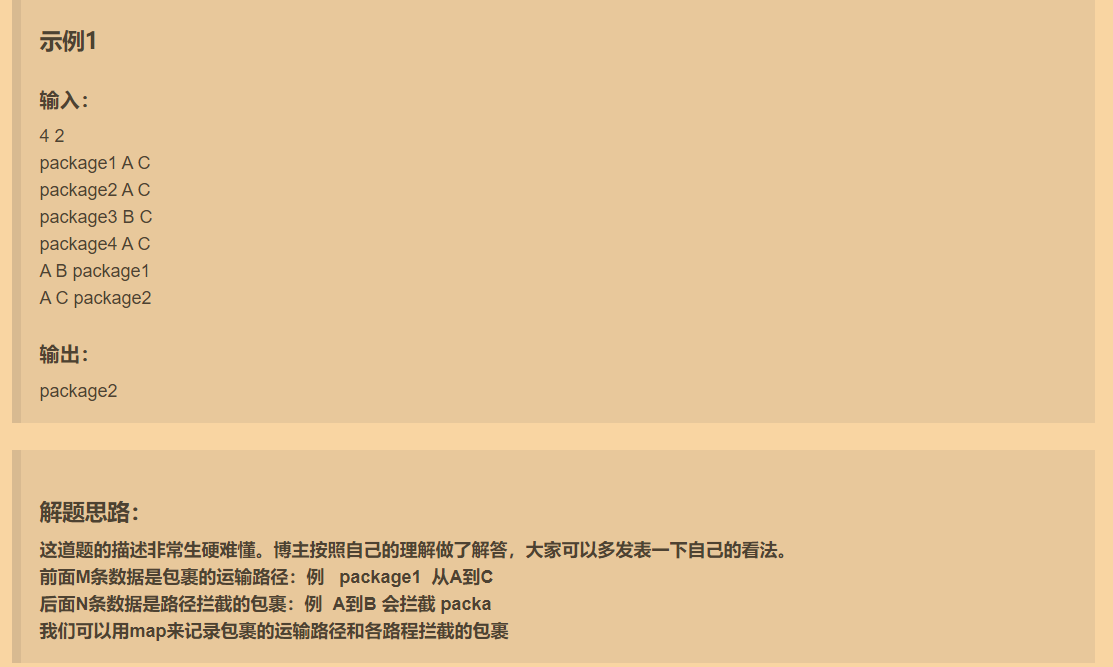 示例1
输入：
4 2
package1 A C
package2 A C
package3 B C
package4 A C
A B package1
A C package2
输出：
package2
解题思路：
这道题的描述非常生硬难懂。博主按照自己的理解做了解答，大家可以多发表一下自己的看法。
前面M条数据是包裹的运输路径：例 package1 从A到C
后面N条数据是路径拦截的包裹：例 A到B 会拦截 packa
我们可以用map来记录包裹的运输路径和各路程拦截的包裹